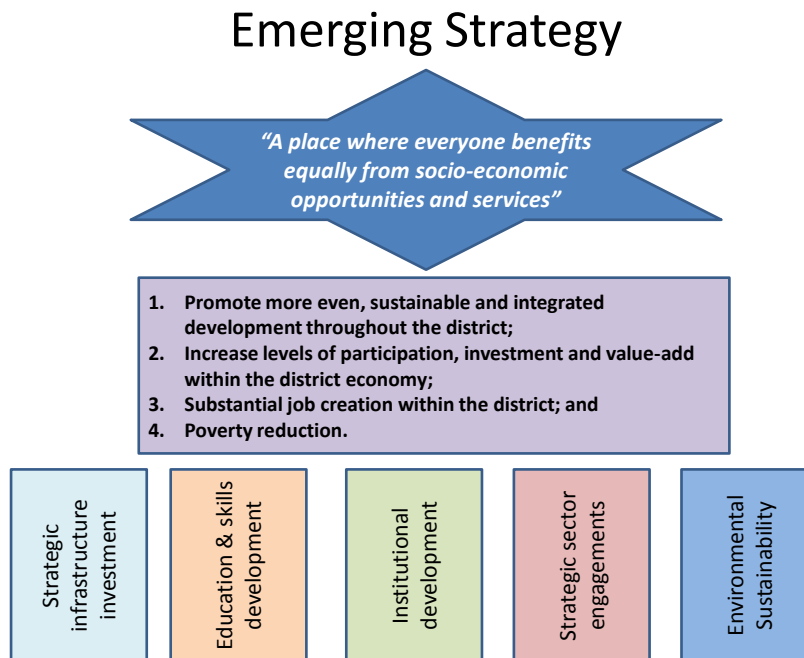 Emerging Strategy
“A place where everyone benefits
equally from socio-economic
opportunities and services”
1. Promote more even, sustainable and integrated
development throughout the district;
2. Increase levels of participation, investment and value-add
within the district economy;
3. Substantial job creation within the district; and
4. Poverty reduction.
Strategic
infrastructure
investment
Education & skills
development
Institutional
development
Strategic sector
engagements
Environmental
Sustainability